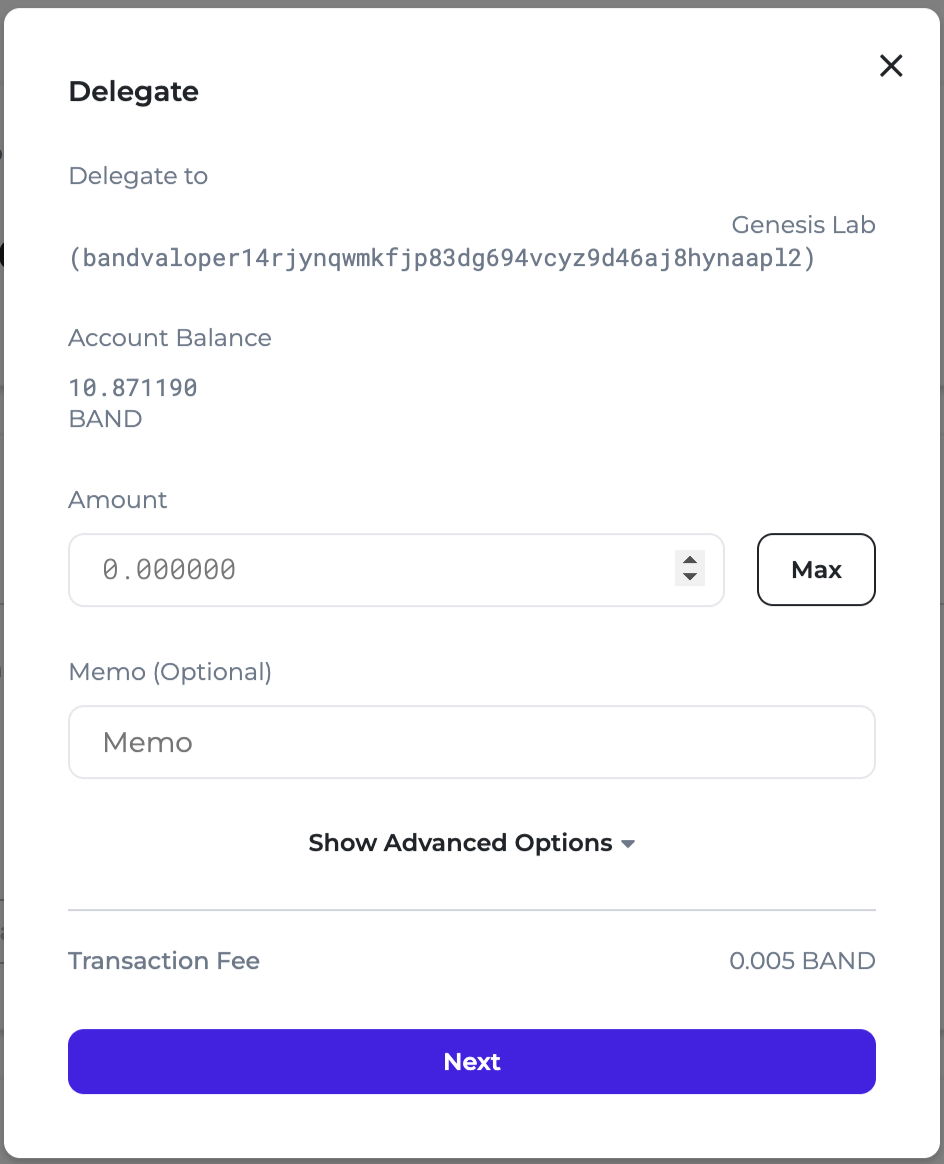 Delegate
Delegate to
Genesis Lab
(bandvaloper14rjynqwmkfjp83dg694vcyz9d46aj8hynaapl2)
Account Balance
10.871190
BAND
Amount
0.000000
Max
Memo (Optional)
Memo
Show Advanced Options
Transaction Fee
0.005 BAND
Next